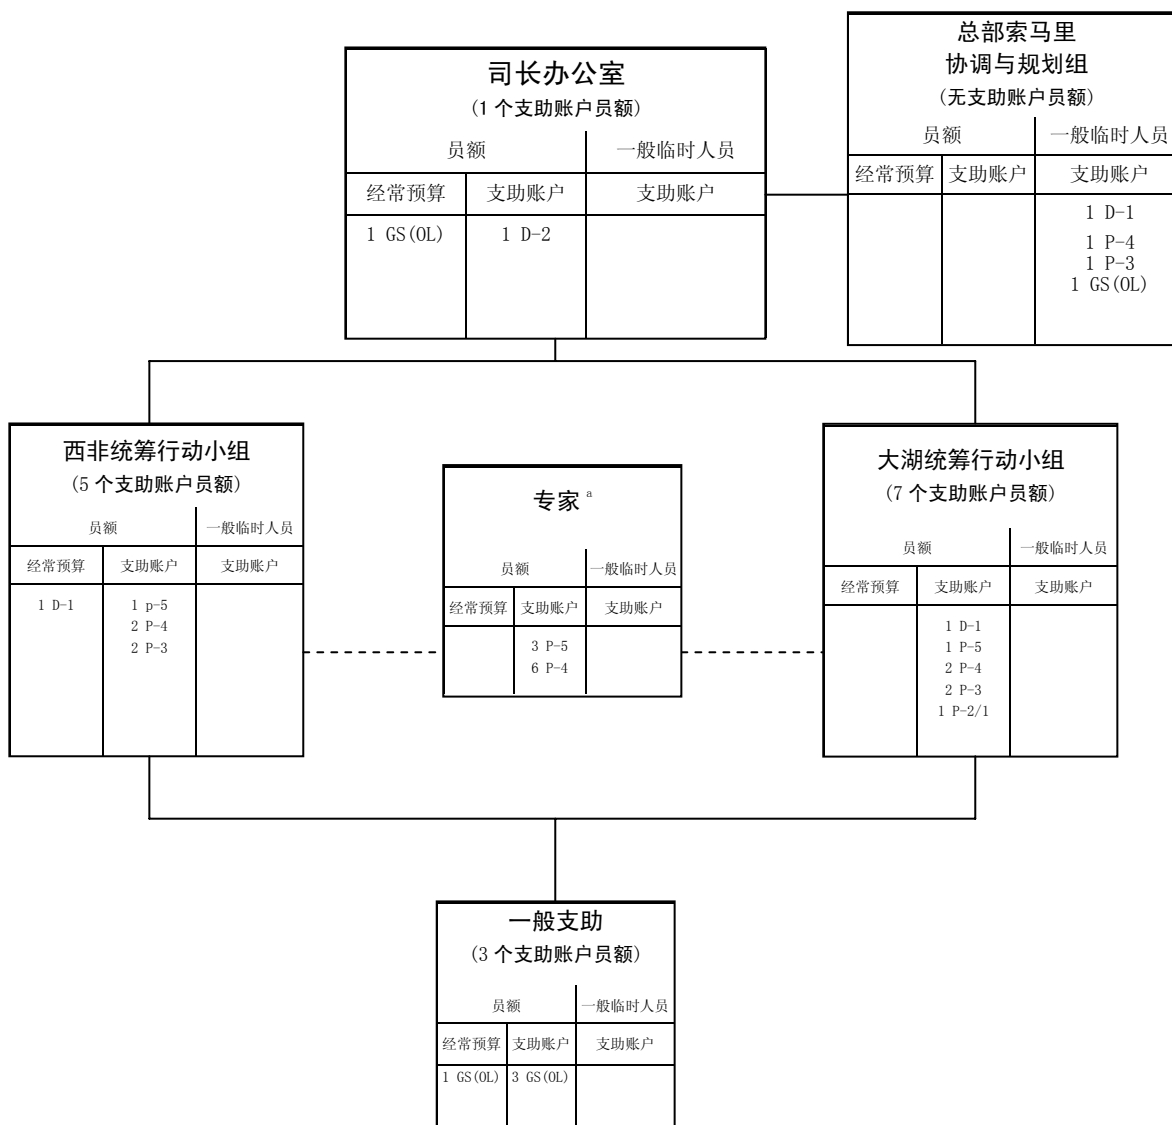 司长办公室
(1 个支助账户员额)
员额 一般临时人员
经常预算 支助账户 支助账户
1 GS(OL) 1 D-2
总部索马里
协调与规划组
(无支助账户员额)
员额 一般临时人员
经常预算 支助账户 支助账户
1 D-1
1 P-4
1 P-3
1 GS(OL)
西非统筹行动小组
(5 个支助账户员额)
员额 一般临时人员
经常预算 支助账户 支助账户
1 D-1 1 p-5
2 P-4
2 P-3
专家 a
员额 一般临时人员
经常预算 支助账户 支助账户
3 P-5
6 P-4
大湖统筹行动小组
(7 个支助账户员额)
员额 一般临时人员
经常预算 支助账户 支助账户
1 D-1
1 P-5
2 P-4
2 P-3
1 P-2/1
一般支助
(3 个支助账户员额)
员额 一般临时人员
经常预算 支助账户 支助账户
1 GS(OL) 3 GS(OL)